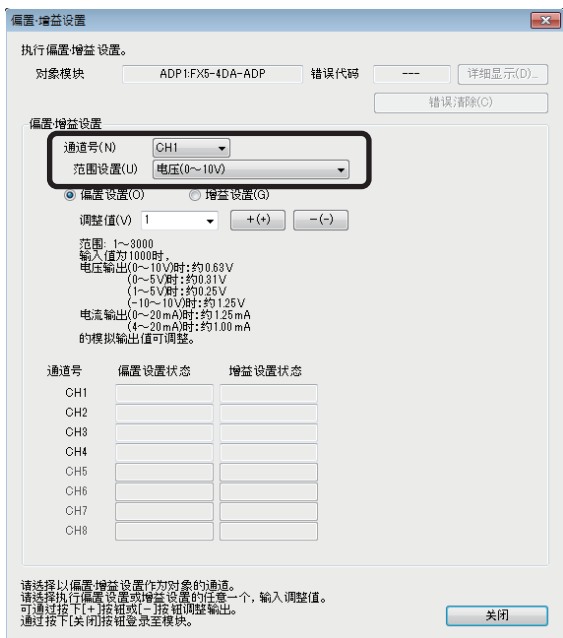 偏置·增益设置
执行偏置·增益设置。
对象模块 ADP1:FX5-4DA-ADP 错误代码 --- 详细显示(D)...
错误清除(C)
偏置·增益设置
通道号(N) CH1
范围设置(U) 电压(0～10V)
偏置设置(O) 增益设置(G)
调整值(V) 1 +(+) －(-)
范围: 1～3000
输入值为1000时，
电压输出(0～10V)时:约0.63V
(0～5V)时:约0.31V
(1～5V)时:约0.25V
(-10～10V)时:约1.25V
电流输出(0～20mA)时:约1.25mA
(4～20mA)时:约1.00mA
的模拟输出值可调整。
通道号 偏置设置状态 增益设置状态
CH1
CH2
CH3
CH4
CH5
CH6
CH7
CH8
请选择以偏置·增益设置作为对象的通道。
请选择执行偏置设置或增益设置的任意一个，输入调整值。
可通过按下[+]按钮或[－]按钮调整输出。
通过按下[关闭]按钮登录至模块。
关闭